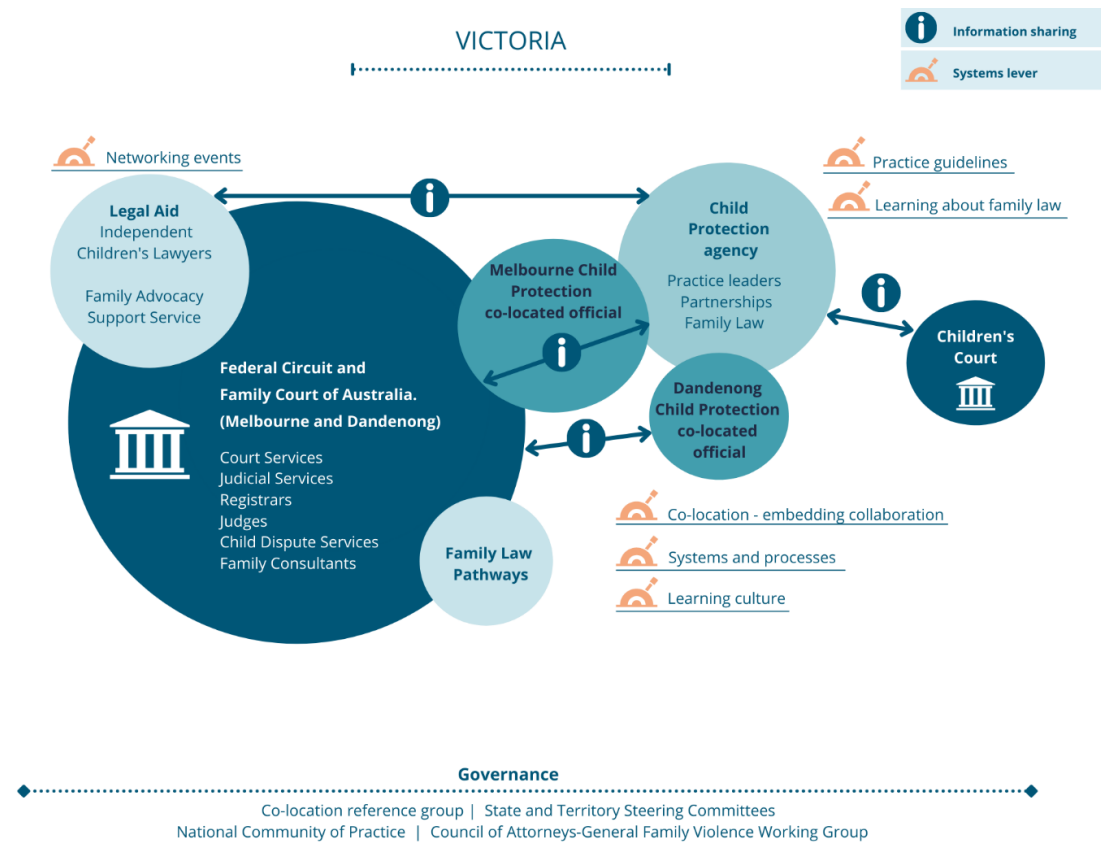 VICTORIA
Information sharing
Systems lever
Networking events
Legal Aid
Independent
Children's Lawyers
Family Advocacy
Support Service
Child
Protection
agency
Practice leaders
Partnerships
Family Law
Practice guidelines
Learning about family law
Melbourne Child
Protection
co-located official
Children's
Court
Federal Circuit and
Family Court of Australia.
(Melbourne and Dandenong)
Court Services
Judicial Services
Registrars
Judges
Child Dispute Services
Family Consultants
Dandenong
Child Protection
co-located
official
Family Law
Pathways
Co-location - embedding collaboration
Systems and processes
Learning culture
Governance
Co-location reference group | State and Territory Steering Committees
National Community of Practice | Council of Attorneys-General Family Violence Working Group